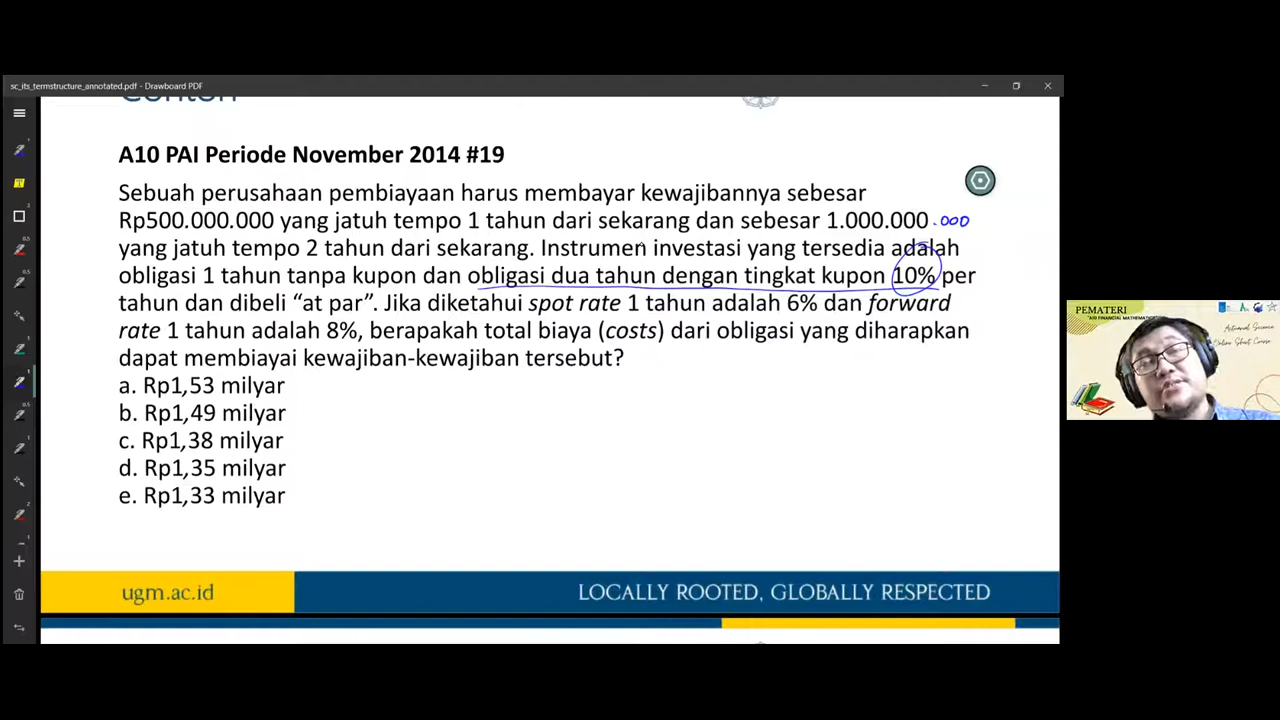 sc_its_termstructure_annotated.pdf - Drawboard PDF
Contoh
A10 PAI Periode November 2014 #19
Sebuah perusahaan pembiayaan harus membayar kewajibannya sebesar
Rp500.000.000 yang jatuh tempo 1 tahun dari sekarang dan sebesar 1.000.000 .000
yang jatuh tempo 2 tahun dari sekarang. Instrumen investasi yang tersedia adalah
obligasi 1 tahun tanpa kupon dan obligasi dua tahun dengan tingkat kupon 10% per
tahun dan dibeli “at par”. Jika diketahui spot rate 1 tahun adalah 6% dan forward
rate 1 tahun adalah 8%, berapakah total biaya (costs) dari obligasi yang diharapkan
dapat membiayai kewajiban-kewajiban tersebut?
a. Rp1,53 milyar
b. Rp1,49 milyar
c. Rp1,38 milyar
d. Rp1,35 milyar
e. Rp1,33 milyar
ugm.ac.id
LOCALLY ROOTED, GLOBALLY RESPECTED
PEMATERI
Actuarial Science
Online Short Course